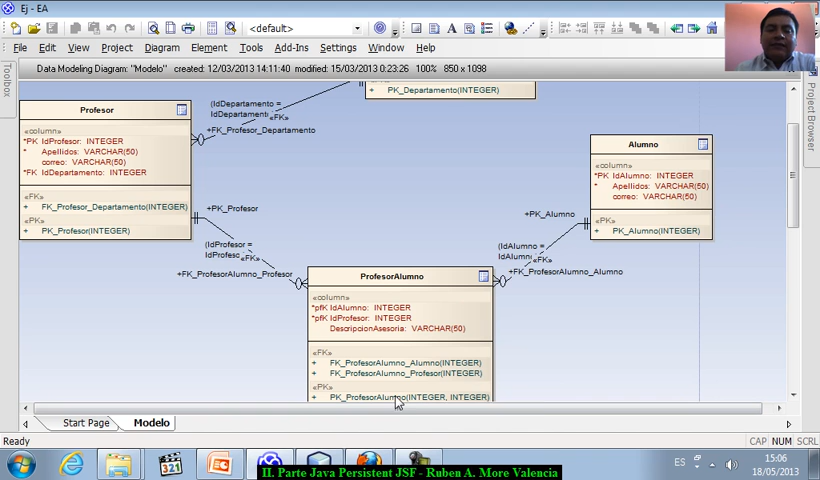 Ej - EA
File Edit View Project Diagram Element Tools Add-Ins Settings Window Help
<default>
Data Modeling Diagram: "Modelo" created: 12/03/2013 14:11:40 modified: 15/03/2013 0:23:26 100% 850 x 1098
Toolbox
Project Browser
+ PK_Departamento(INTEGER)
Profesor
«column»
*PK IdProfesor: INTEGER
* Apellidos: VARCHAR(50)
correo: VARCHAR(50)
*FK IdDepartamento: INTEGER
«FK»
+ FK_Profesor_Departamento(INTEGER)
«PK»
+ PK_Profesor(INTEGER)
(IdDepartamento =
IdDepartamento
«FK»
+FK_Profesor_Departamento
Alumno
«column»
*PK IdAlumno: INTEGER
* Apellidos: VARCHAR(50)
correo: VARCHAR(50)
«PK»
+ PK_Alumno(INTEGER)
+PK_Profesor
(IdProfesor =
IdProfeso
«FK»
+FK_ProfesorAlumno_Profesor
+PK_Alumno
(IdAlumno =
IdAlumn
«FK»
+FK_ProfesorAlumno_Alumno
ProfesorAlumno
«column»
*pfK IdAlumno: INTEGER
*pfK IdProfesor: INTEGER
DescripcionAsesoria: VARCHAR(50)
«FK»
+ FK_ProfesorAlumno_Alumno(INTEGER)
+ FK_ProfesorAlumno_Profesor(INTEGER)
«PK»
+ PK_ProfesorAlumno(INTEGER, INTEGER)
Start Page Modelo
Ready CAP NUM SCRL
321
ES
15:06
18/05/2013
II. Parte Java Persistent JSF - Ruben A. More Valencia